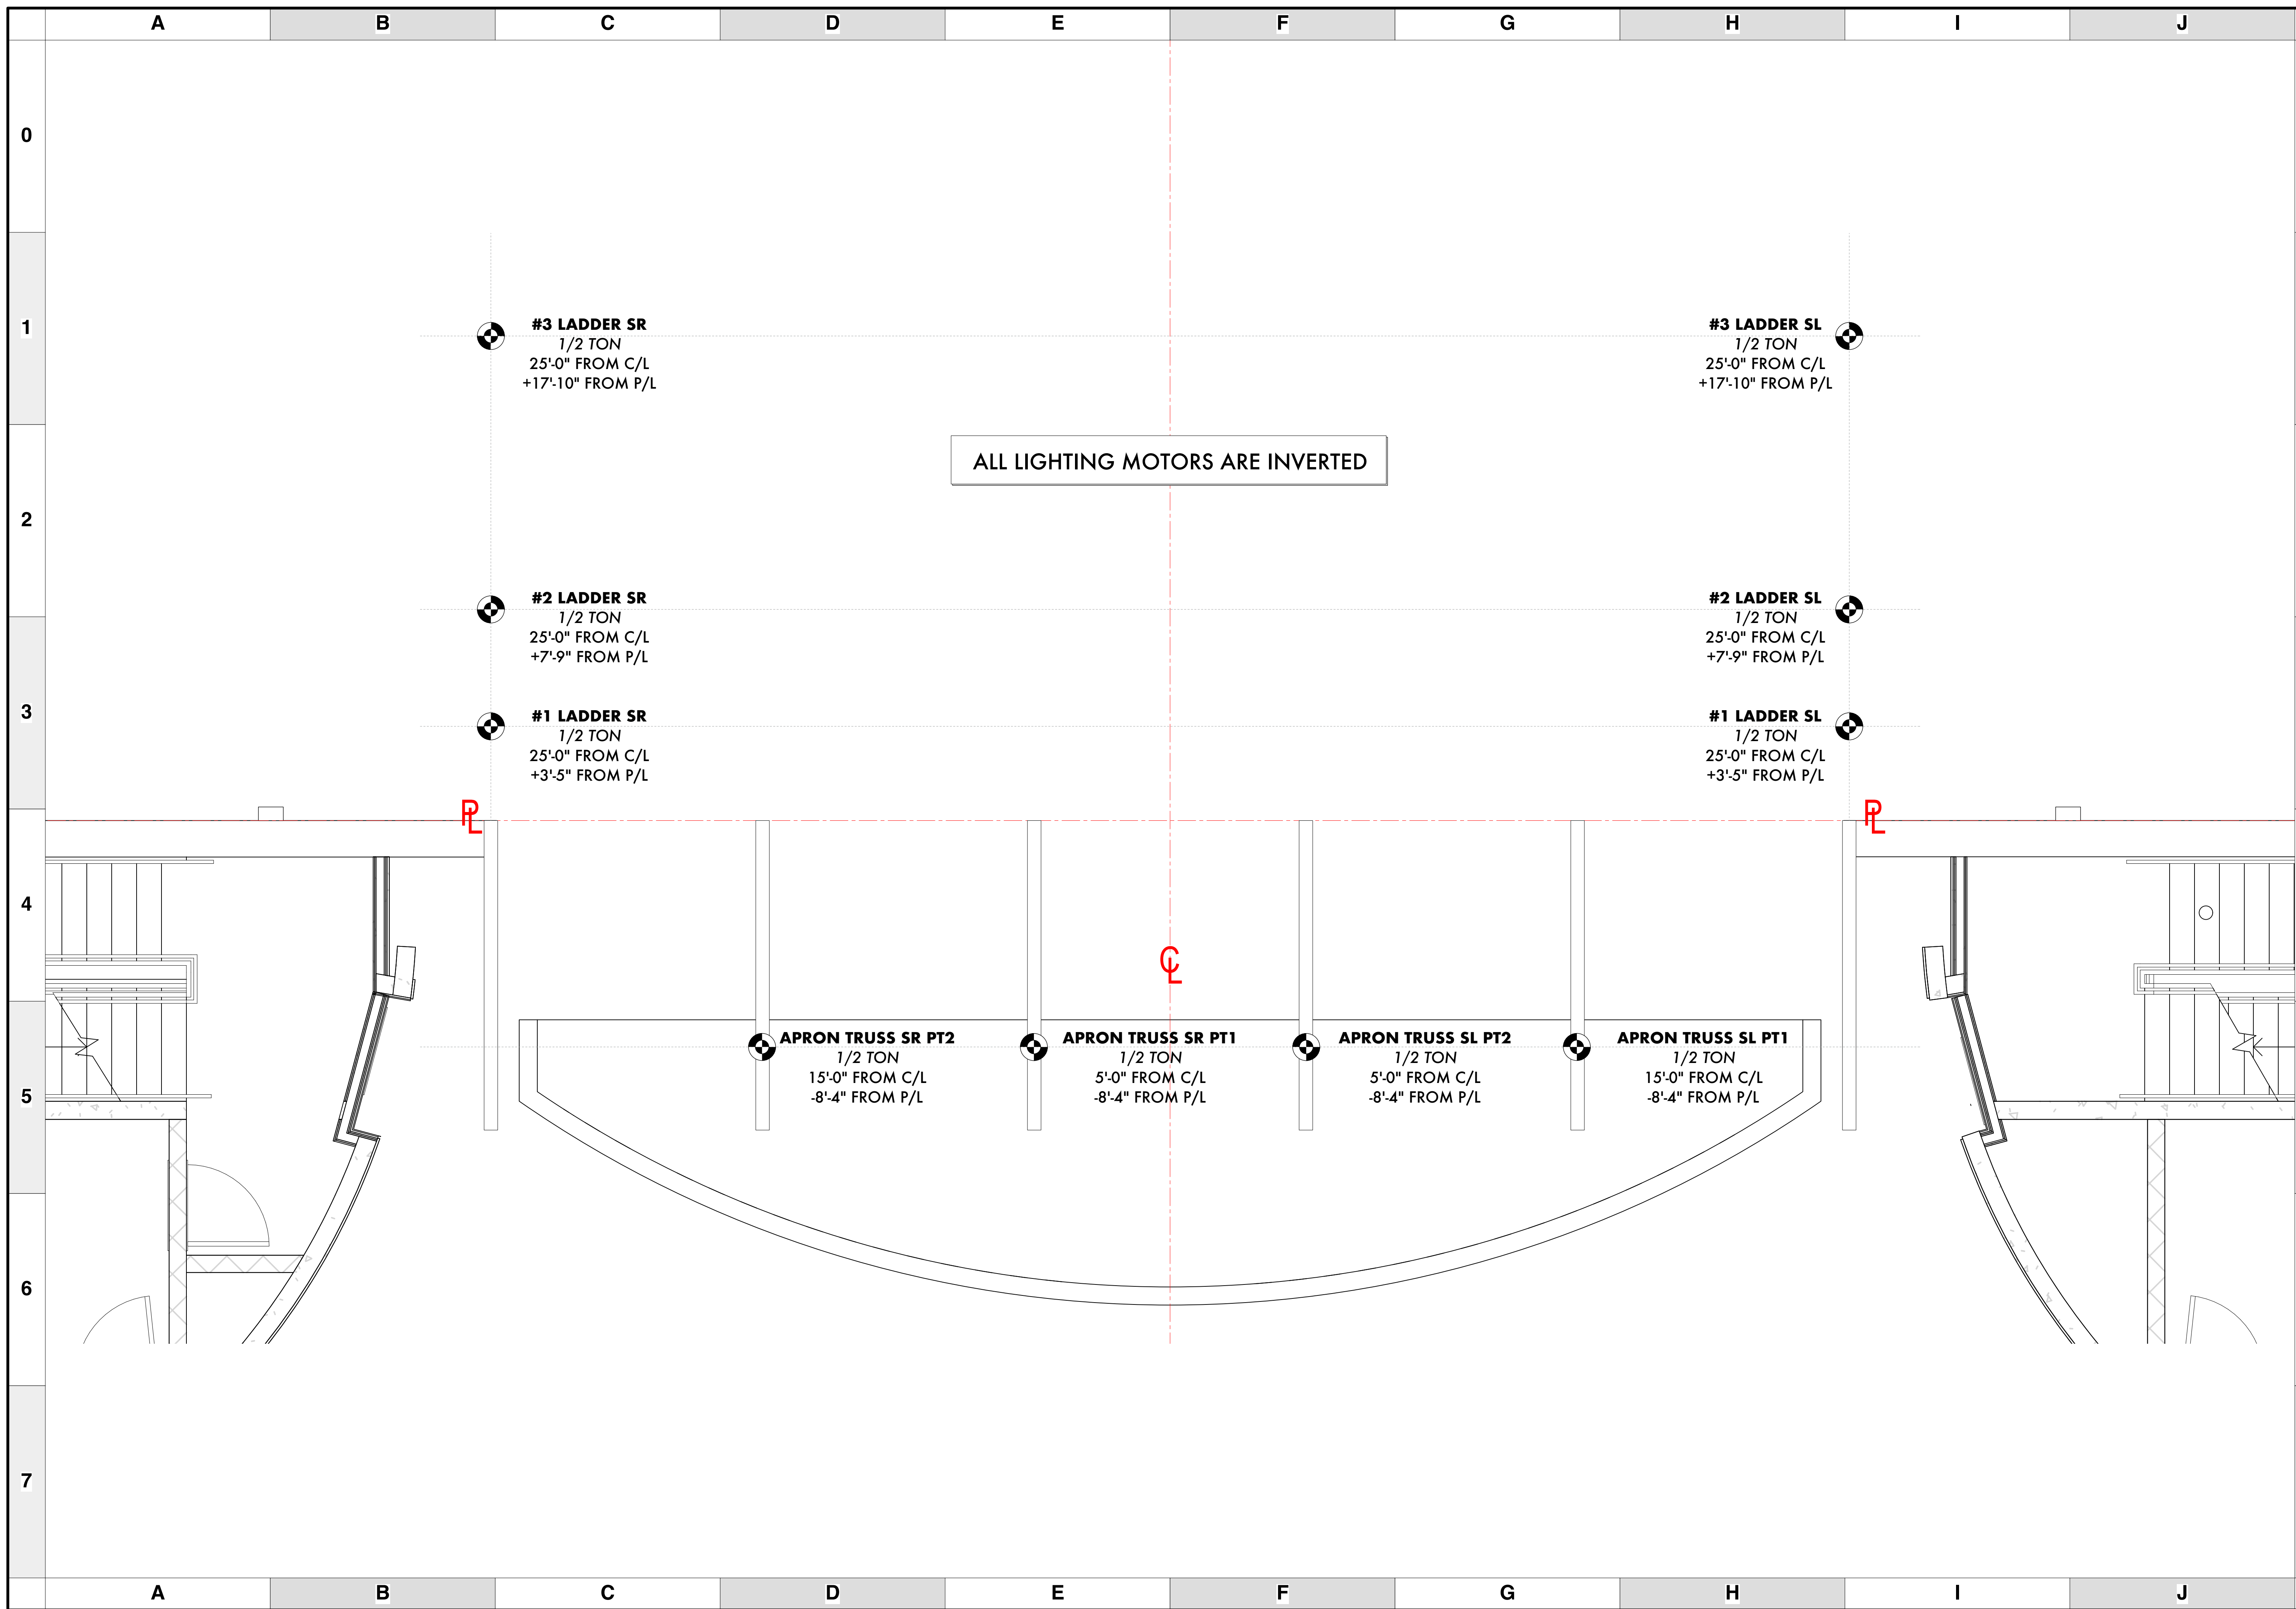 A B C D E F G H I J
0
1
#3 LADDER SR
1/2 TON
25'-0" FROM C/L
+17'-10" FROM P/L
#3 LADDER SL
1/2 TON
25'-0" FROM C/L
+17'-10" FROM P/L
ALL LIGHTING MOTORS ARE INVERTED
2
#2 LADDER SR
1/2 TON
25'-0" FROM C/L
+7'-9" FROM P/L
#2 LADDER SL
1/2 TON
25'-0" FROM C/L
+7'-9" FROM P/L
3
#1 LADDER SR
1/2 TON
25'-0" FROM C/L
+3'-5" FROM P/L
#1 LADDER SL
1/2 TON
25'-0" FROM C/L
+3'-5" FROM P/L
PL
PL
4
CL
APRON TRUSS SR PT2
1/2 TON
15'-0" FROM C/L
-8'-4" FROM P/L
APRON TRUSS SR PT1
1/2 TON
5'-0" FROM C/L
-8'-4" FROM P/L
APRON TRUSS SL PT2
1/2 TON
5'-0" FROM C/L
-8'-4" FROM P/L
APRON TRUSS SL PT1
1/2 TON
15'-0" FROM C/L
-8'-4" FROM P/L
5
6
7
A B C D E F G H I J